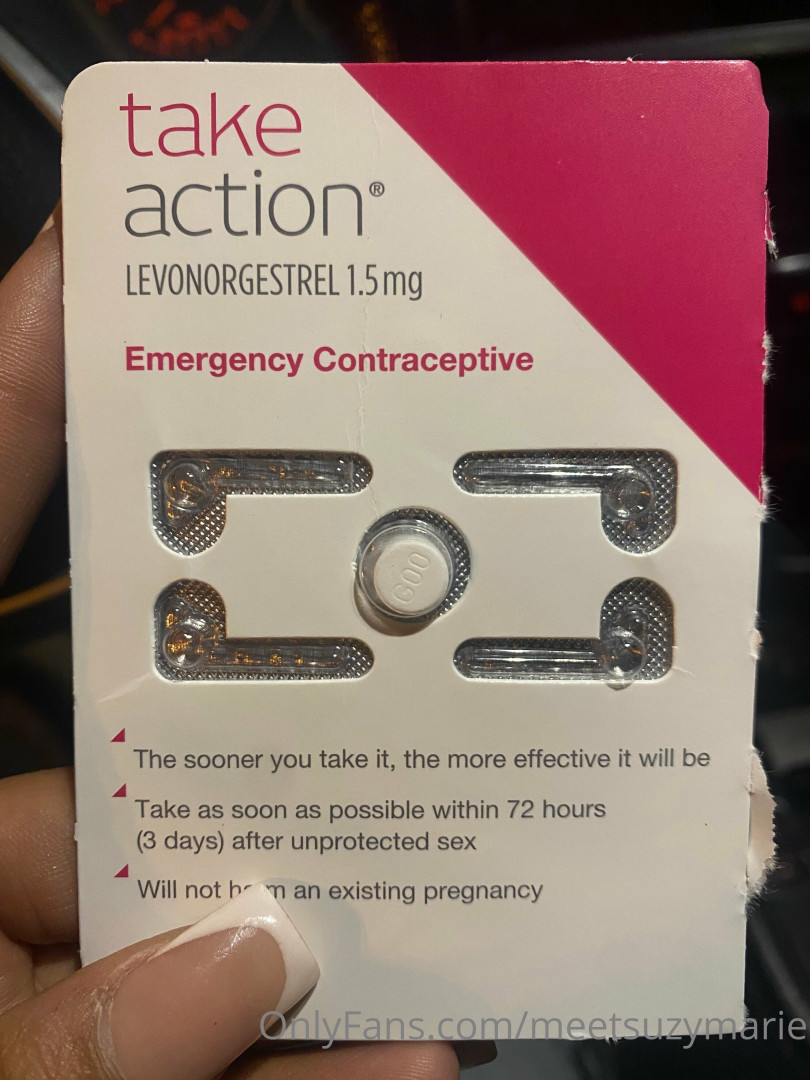 take
action®
LEVONORGESTREL 1.5mg
Emergency Contraceptive
G00
The sooner you take it, the more effective it will be
Take as soon as possible within 72 hours
(3 days) after unprotected sex
Will not harm an existing pregnancy
OnlyFans.com/meetsuzymarie